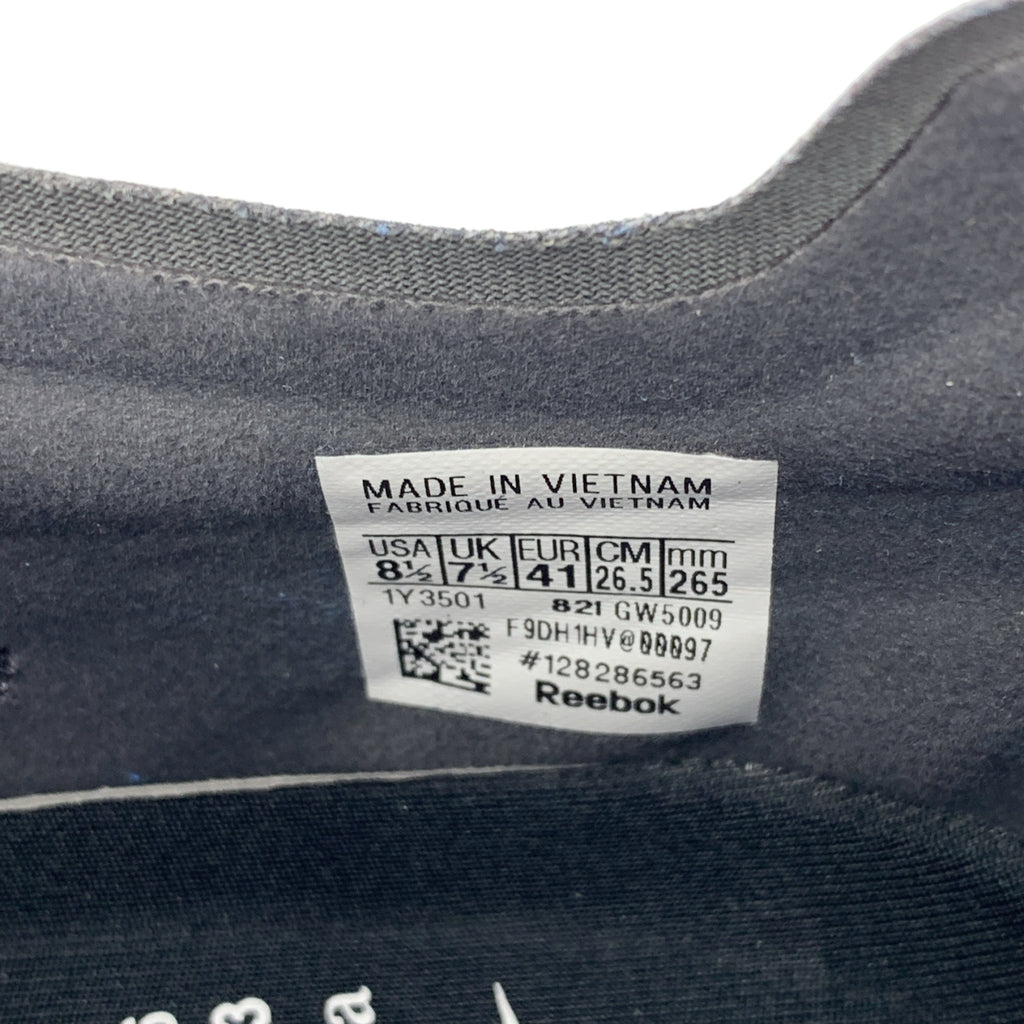 MADE IN VIETNAM
FABRIQUÉ AU VIETNAM
USA UK EUR CM mm
8½ 7½ 41 26.5 265
1Y3501 821 GW5009
F9DH1HV@00097
#128286563
Reebok
3
a